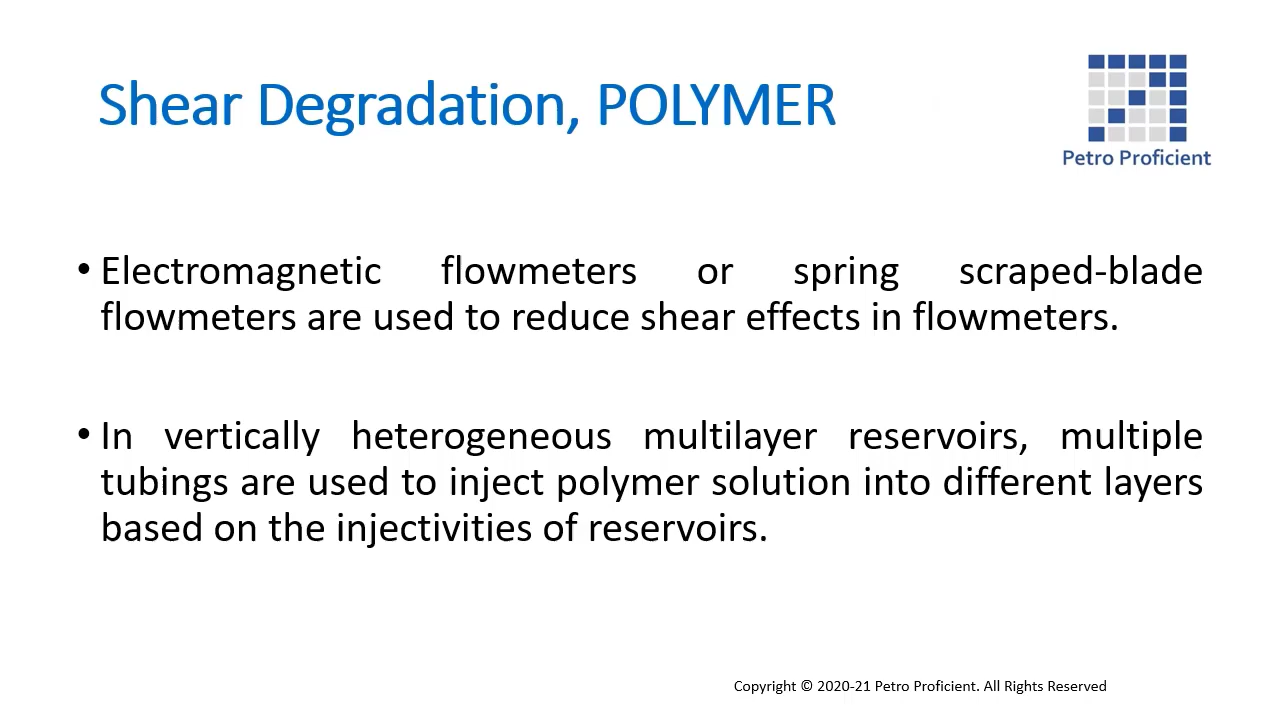 Shear Degradation, POLYMER
Petro Proficient
• Electromagnetic flowmeters or spring scraped-blade
flowmeters are used to reduce shear effects in flowmeters.
• In vertically heterogeneous multilayer reservoirs, multiple
tubings are used to inject polymer solution into different layers
based on the injectivities of reservoirs.
Copyright © 2020-21 Petro Proficient. All Rights Reserved